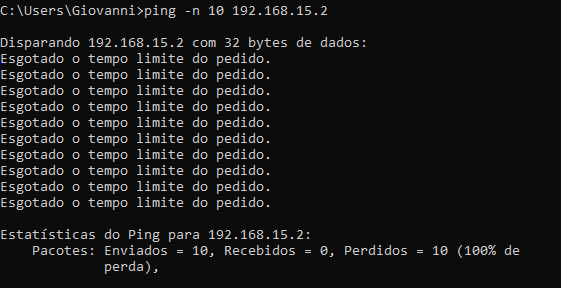 C:\Users\Giovanni>ping -n 10 192.168.15.2
Disparando 192.168.15.2 com 32 bytes de dados:
Esgotado o tempo limite do pedido.
Esgotado o tempo limite do pedido.
Esgotado o tempo limite do pedido.
Esgotado o tempo limite do pedido.
Esgotado o tempo limite do pedido.
Esgotado o tempo limite do pedido.
Esgotado o tempo limite do pedido.
Esgotado o tempo limite do pedido.
Esgotado o tempo limite do pedido.
Esgotado o tempo limite do pedido.
Estatísticas do Ping para 192.168.15.2:
Pacotes: Enviados = 10, Recebidos = 0, Perdidos = 10 (100% de
perda),